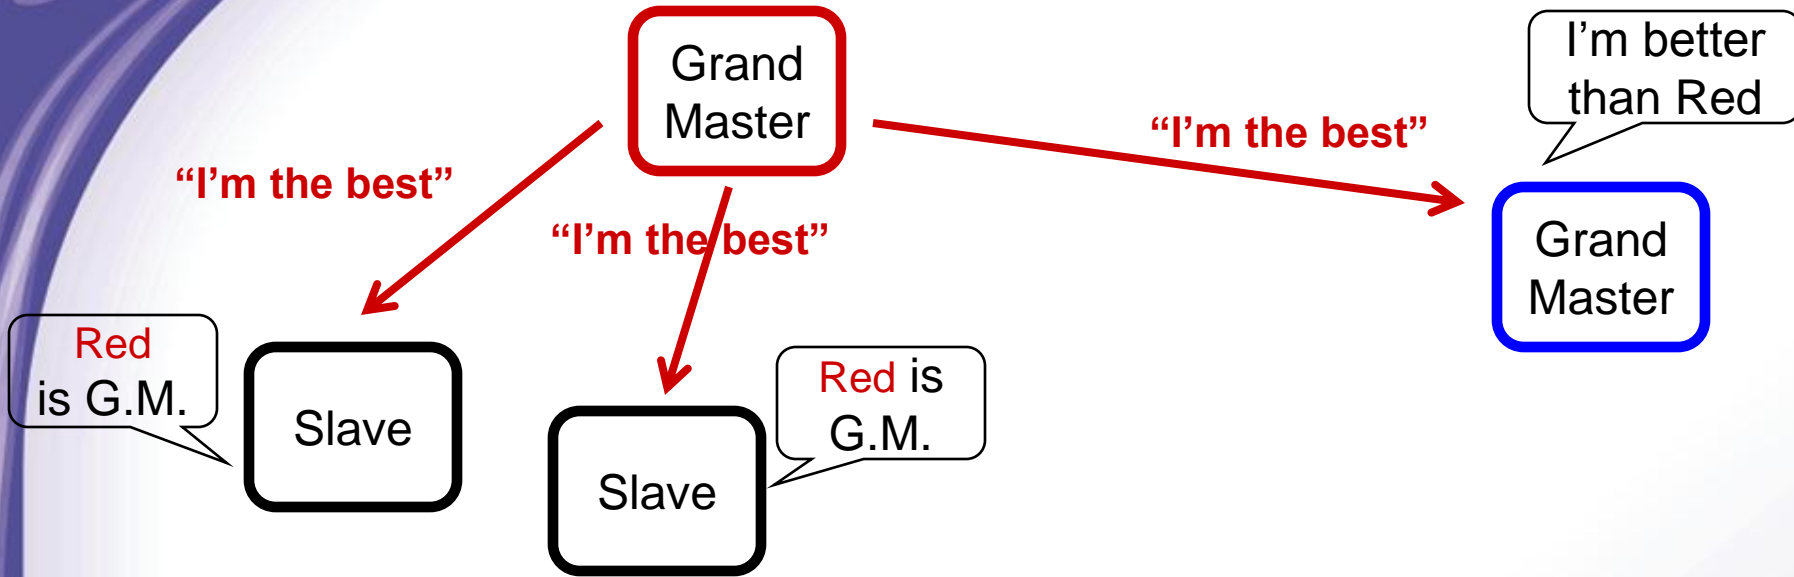 Grand
Master
I’m better
than Red
“I’m the best”
“I’m the best”
“I’m the best”
Grand
Master
Red
is G.M.
Slave
Red is
G.M.
Slave